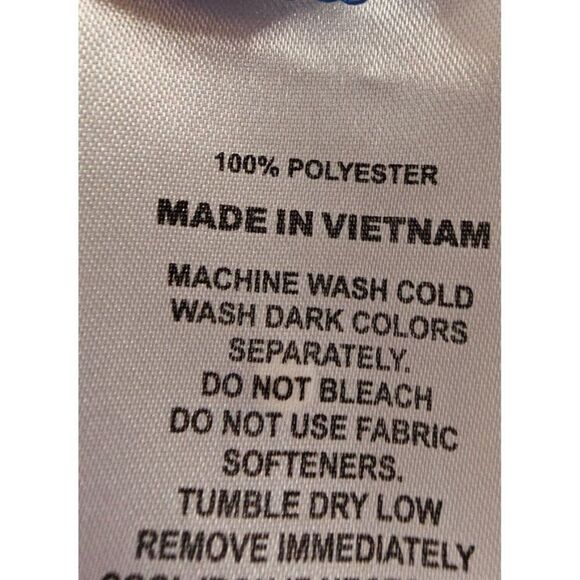 100% POLYESTER
MADE IN VIETNAM
MACHINE WASH COLD
WASH DARK COLORS
SEPARATELY.
DO NOT BLEACH
DO NOT USE FABRIC
SOFTENERS.
TUMBLE DRY LOW
REMOVE IMMEDIATELY